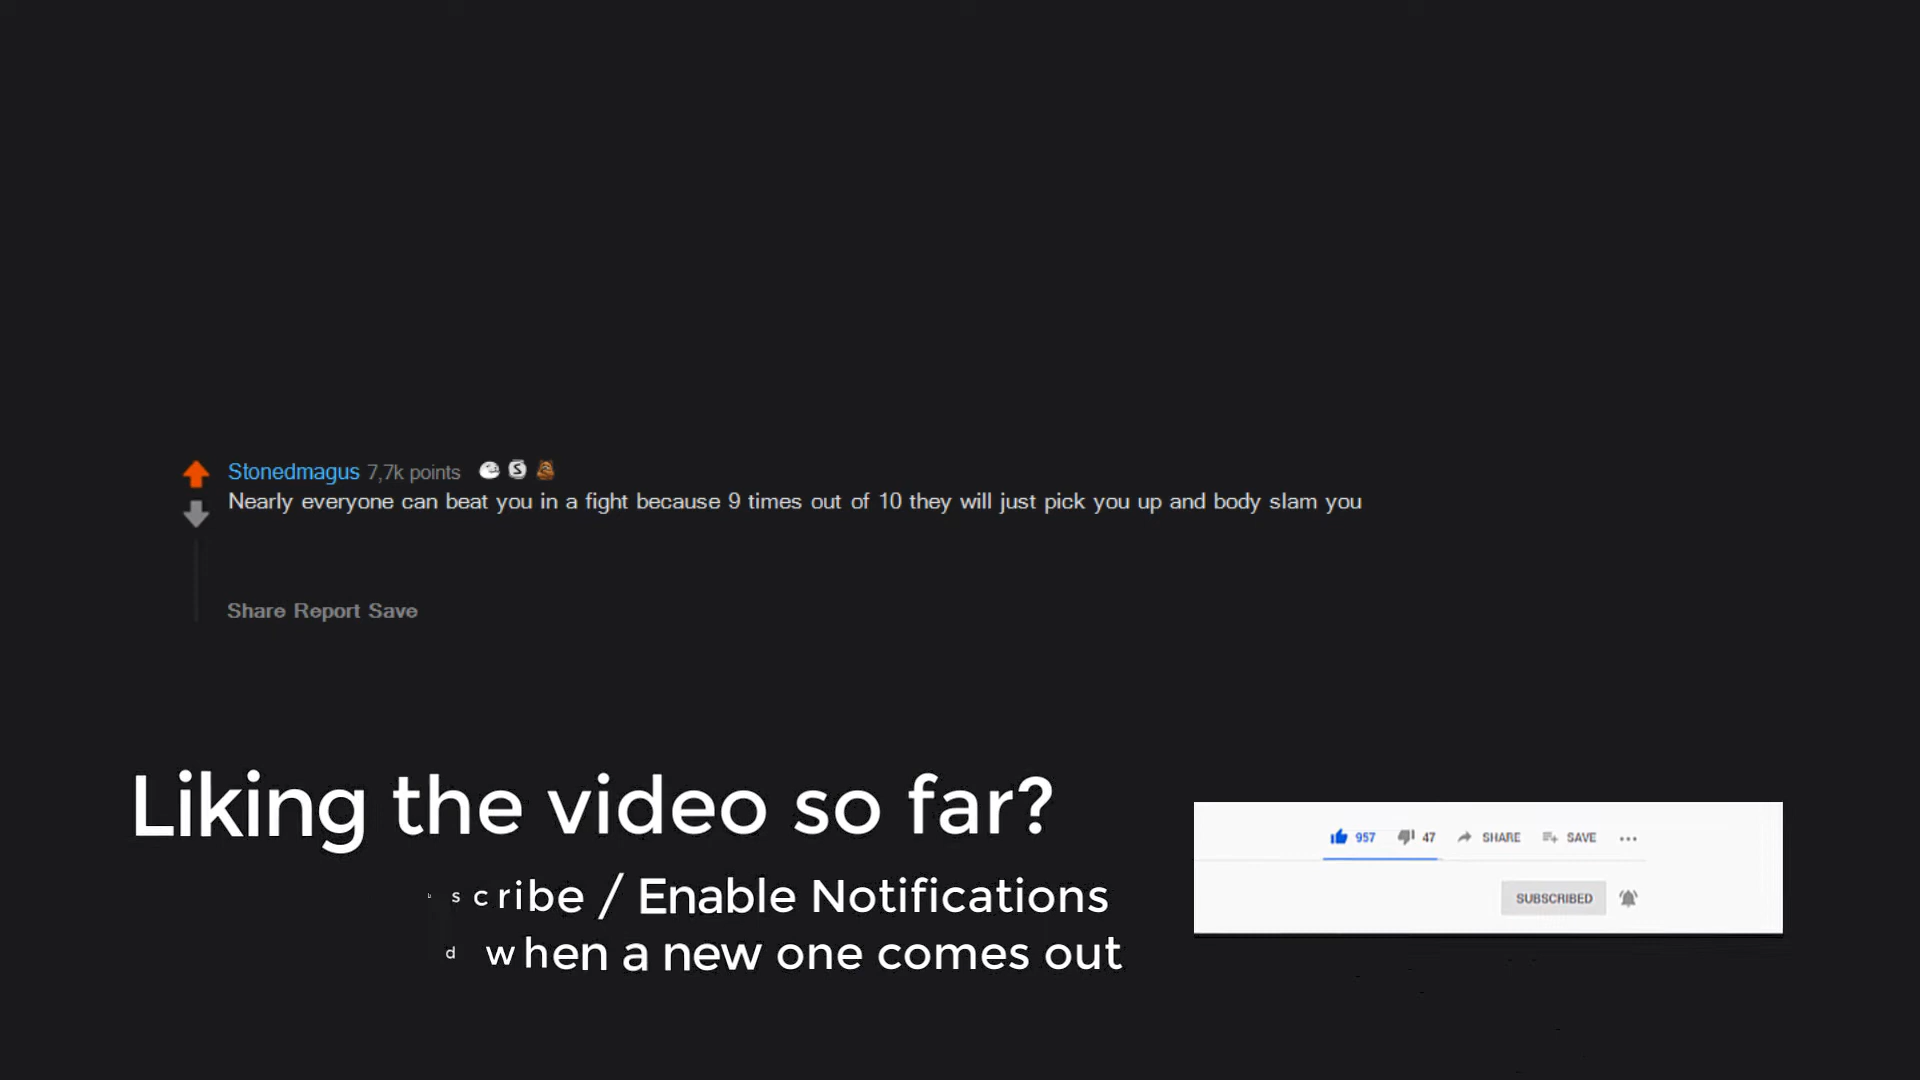 Stonedmagus 7,7k points
Nearly everyone can beat you in a fight because 9 times out of 10 they will just pick you up and body slam you
Share Report Save
Liking the video so far?
scribe / Enable Notifications
d when a new one comes out
957 47 SHARE SAVE
SUBSCRIBED